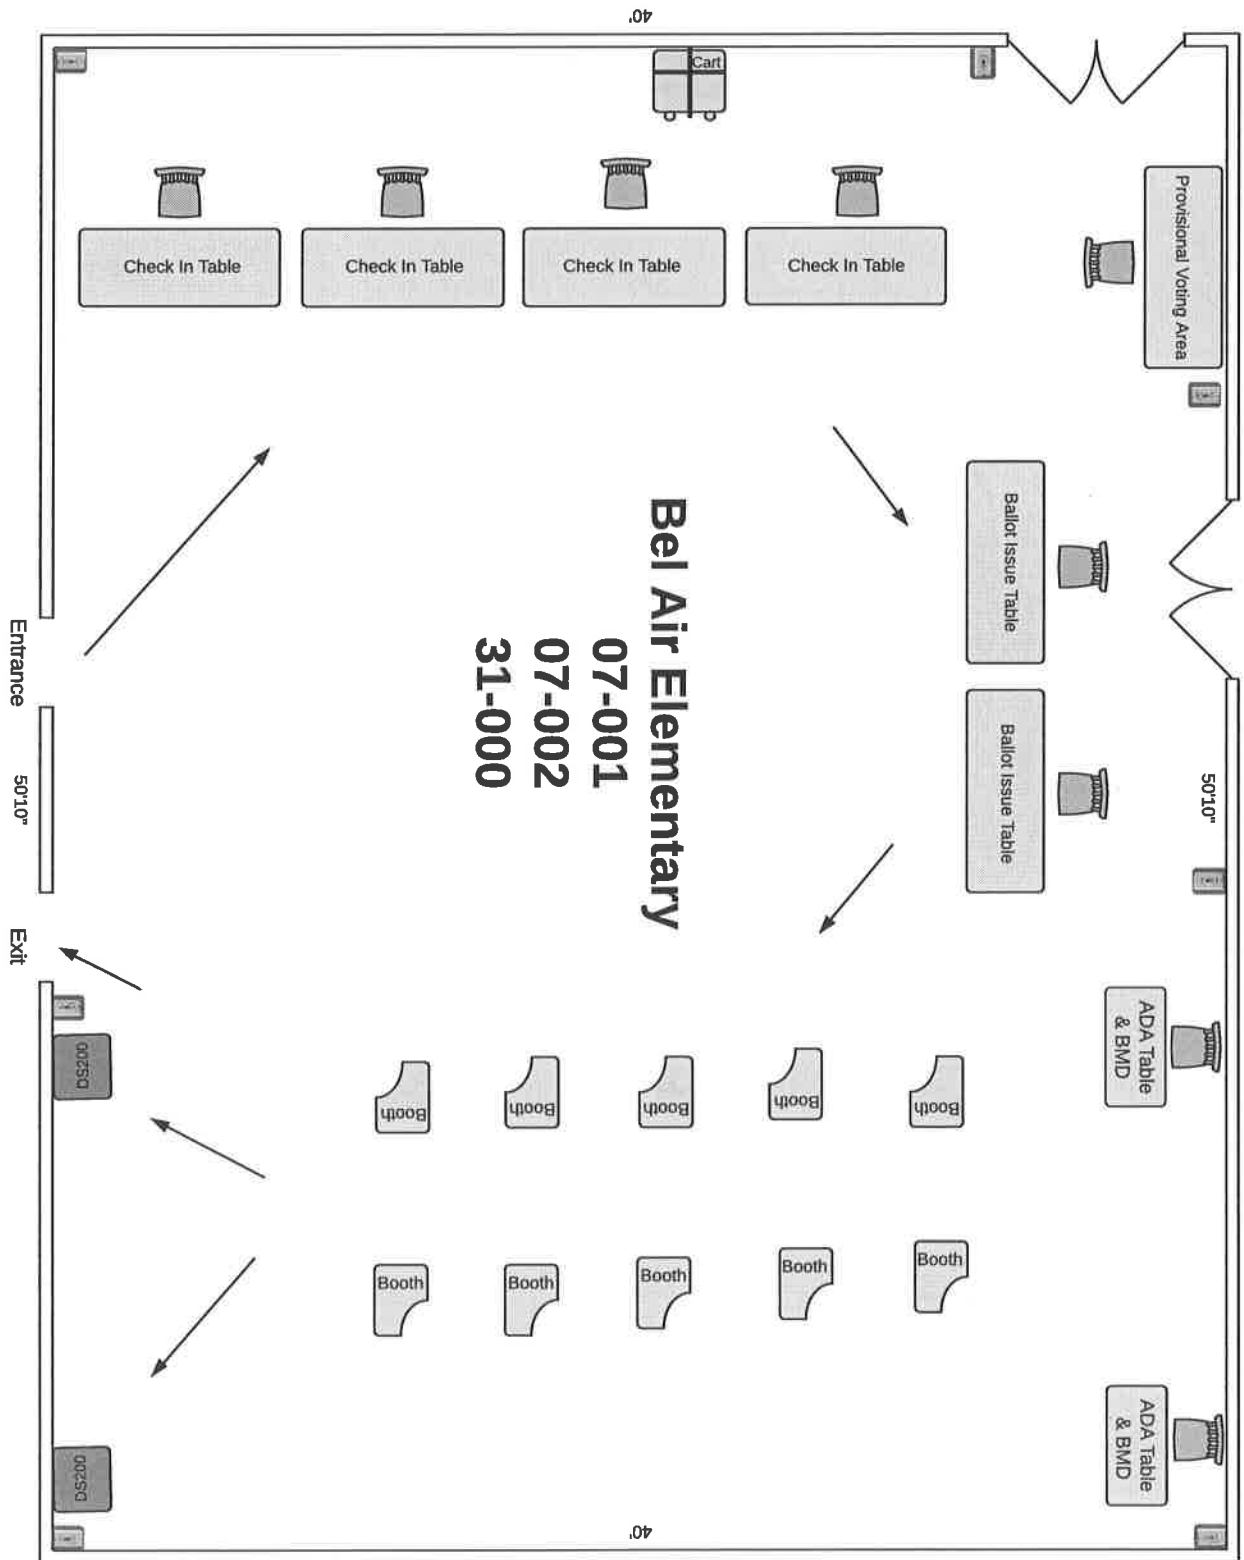 40'
Cart
Check In Table
Check In Table
Check In Table
Check In Table
Provisional Voting Area
Ballot Issue Table
Ballot Issue Table
Bel Air Elementary
07-001
07-002
31-000
Entrance
50'10"
Exit
50'10"
ADA Table
& BMD
DS200
Booth
Booth
Booth
Booth
Booth
Booth
Booth
Booth
Booth
Booth
ADA Table
& BMD
DS200
40'